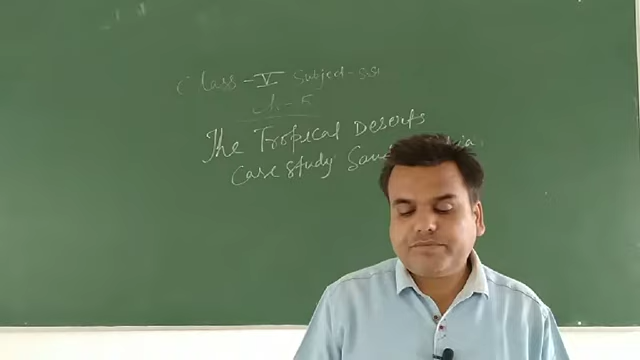 Class - V Subject - SSt
Ch - 5
The Tropical Deserts
Case study